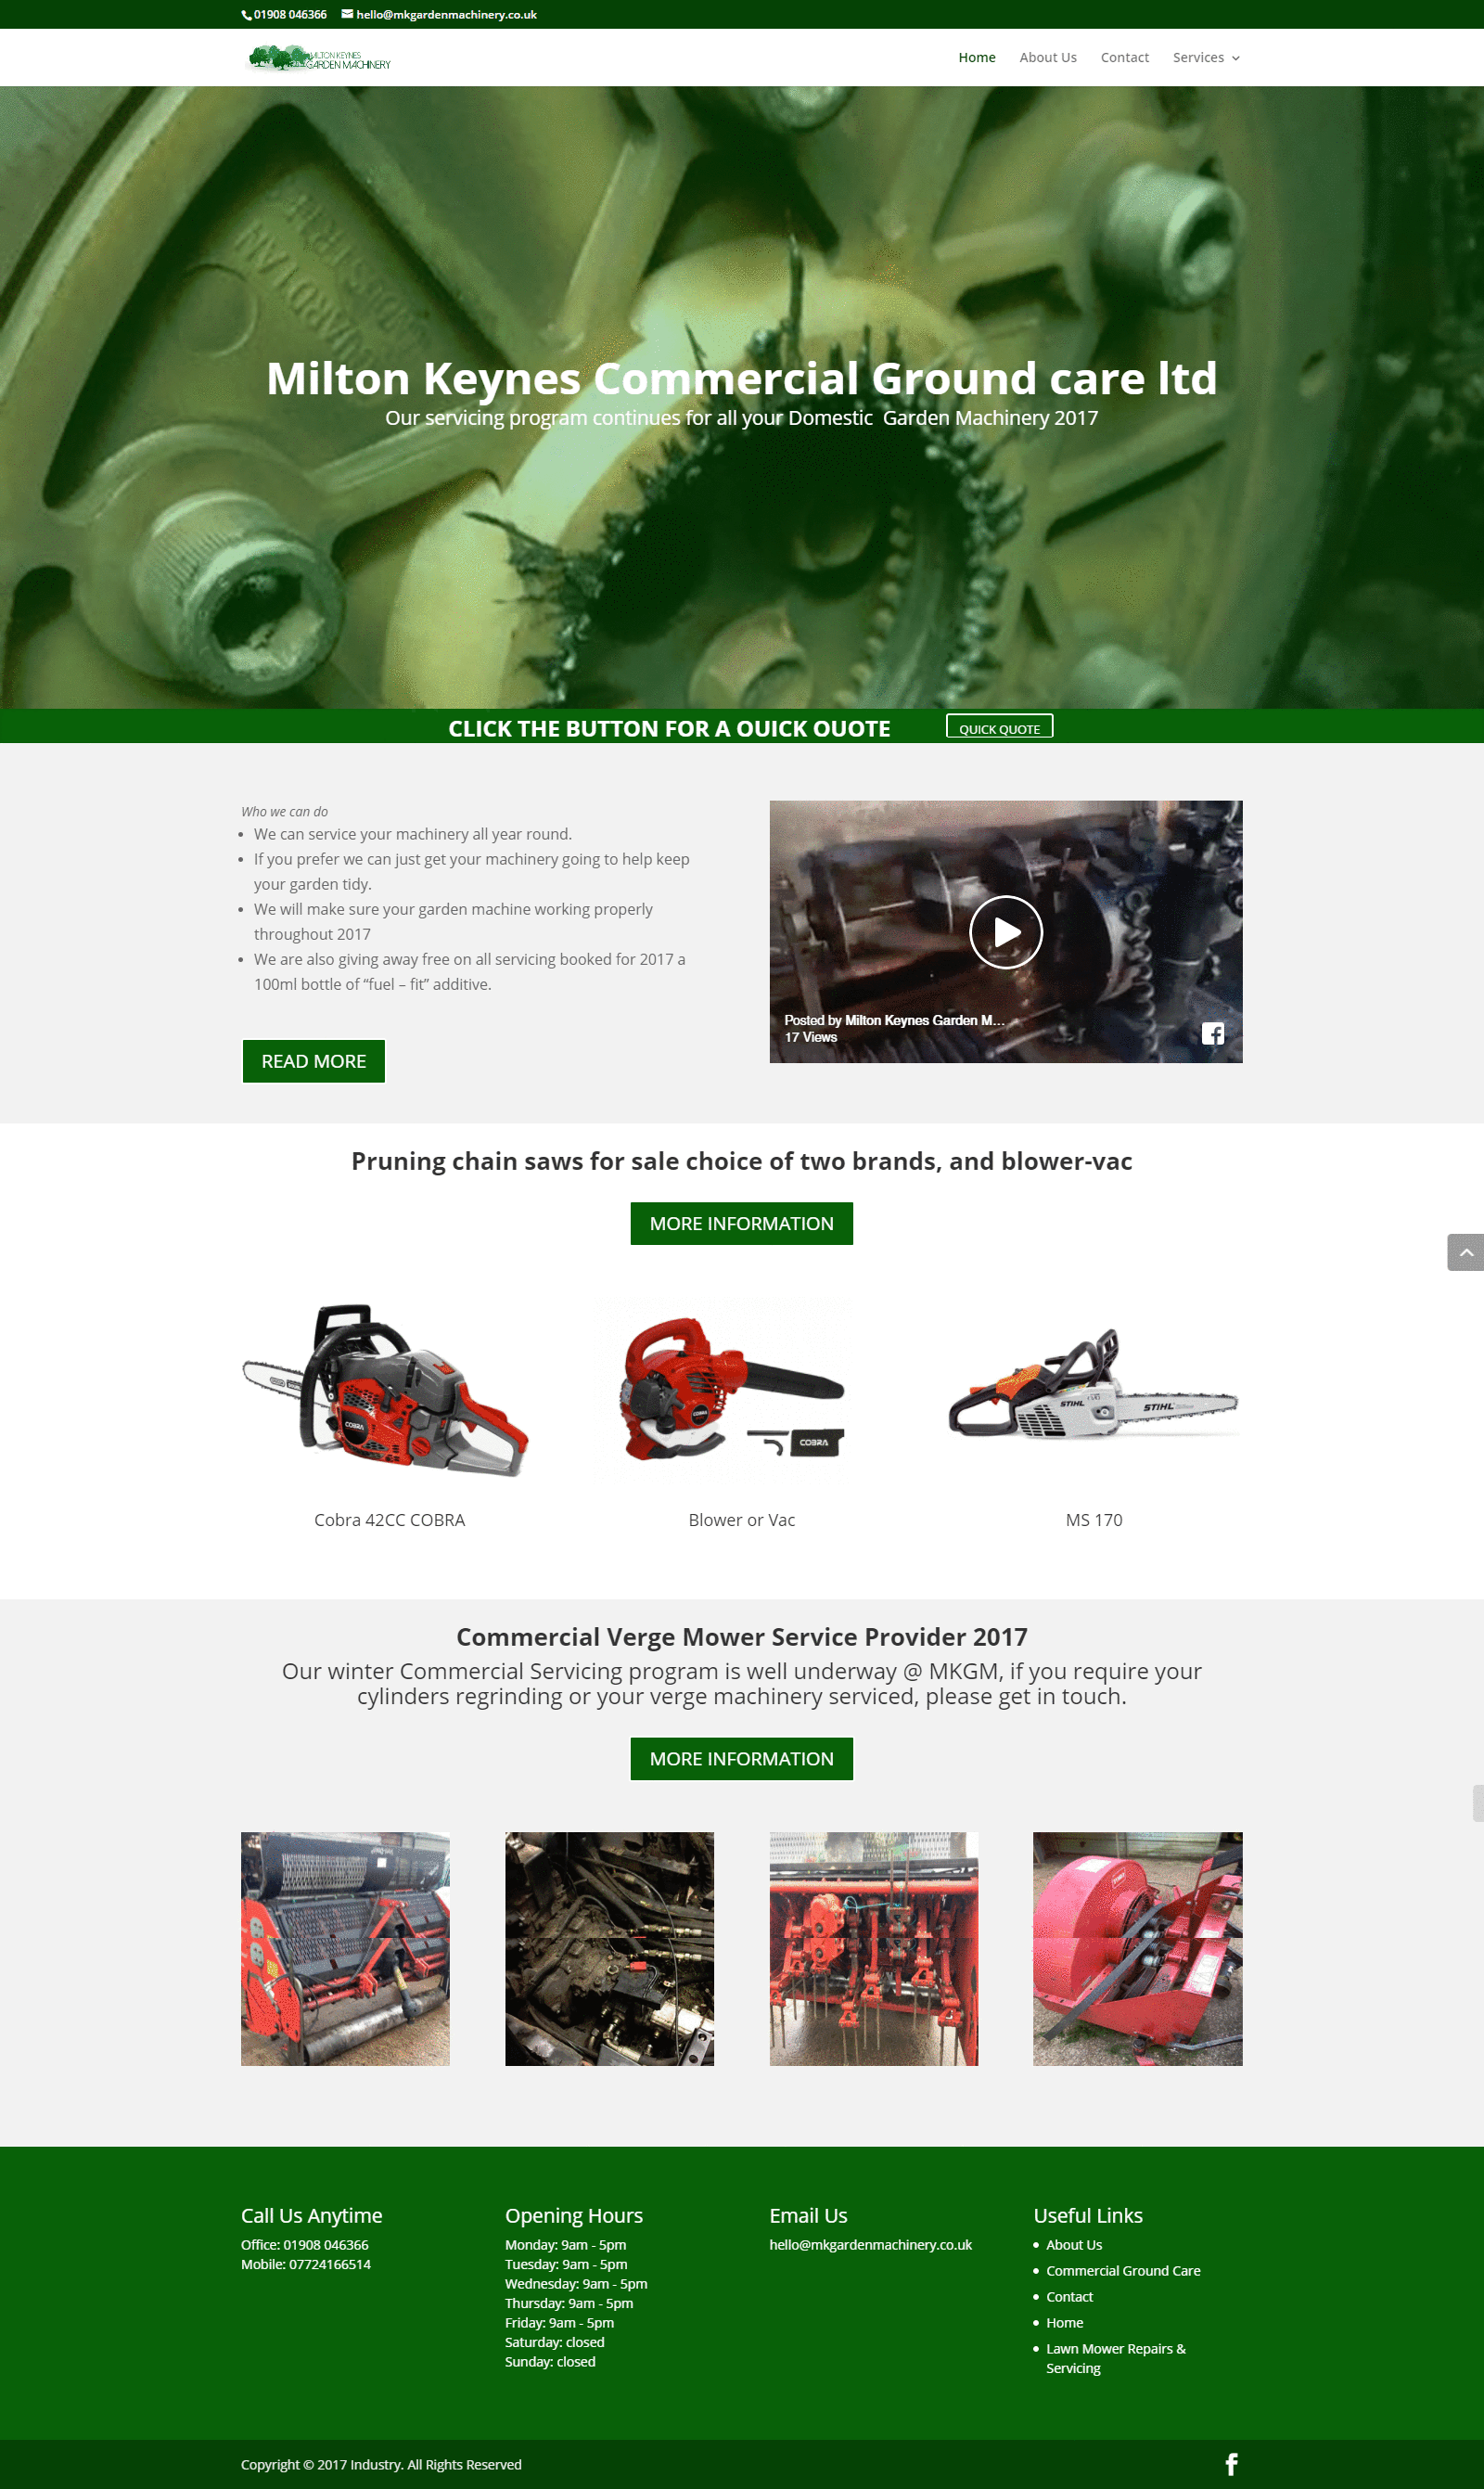 01908 046366 hello@mkgardenmachinery.co.uk
MILTON KEYNES
GARDEN MACHINERY
Home About Us Contact Services
Milton Keynes Commercial Ground care ltd
Our servicing program continues for all your Domestic Garden Machinery 2017
CLICK THE BUTTON FOR A QUICK QUOTE
QUICK QUOTE
Who we can do
We can service your machinery all year round.
If you prefer we can just get your machinery going to help keep
your garden tidy.
We will make sure your garden machine working properly
throughout 2017
We are also giving away free on all servicing booked for 2017 a
100ml bottle of “fuel – fit” additive.
READ MORE
Posted by Milton Keynes Garden M...
17 Views
Pruning chain saws for sale choice of two brands, and blower-vac
MORE INFORMATION
COBRA
COBRA
STIHL
STIHL
Cobra 42CC COBRA
Blower or Vac
MS 170
Commercial Verge Mower Service Provider 2017
Our winter Commercial Servicing program is well underway @ MKGM, if you require your
cylinders regrinding or your verge machinery serviced, please get in touch.
MORE INFORMATION
Call Us Anytime
Office: 01908 046366
Mobile: 07724166514
Opening Hours
Monday: 9am - 5pm
Tuesday: 9am - 5pm
Wednesday: 9am - 5pm
Thursday: 9am - 5pm
Friday: 9am - 5pm
Saturday: closed
Sunday: closed
Email Us
hello@mkgardenmachinery.co.uk
Useful Links
About Us
Commercial Ground Care
Contact
Home
Lawn Mower Repairs &
Servicing
Copyright © 2017 Industry. All Rights Reserved